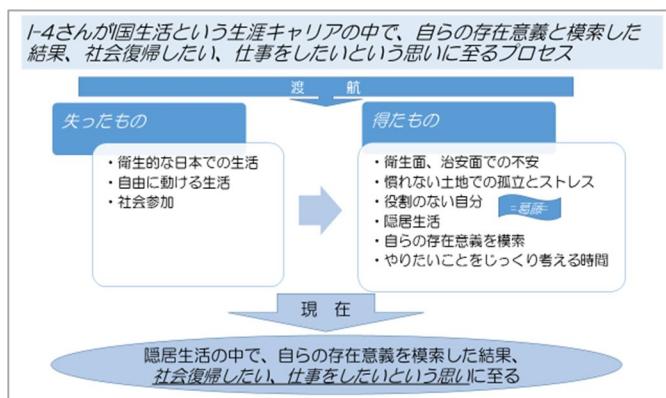 I-4さんがI国生活という生涯キャリアの中で、自らの存在意義と模索した
結果、社会復帰したい、仕事をしたいという思いに至るプロセス
渡 航
失ったもの
・衛生的な日本での生活
・自由に動ける生活
・社会参加
得たもの
・衛生面、治安面での不安
・慣れない土地での孤立とストレス
・役割のない自分
=葛藤=
・隠居生活
・自らの存在意義を模索
・やりたいことをじっくり考える時間
現 在
隠居生活の中で、自らの存在意義を模索した結果、
社会復帰したい、仕事をしたいという思いに至る